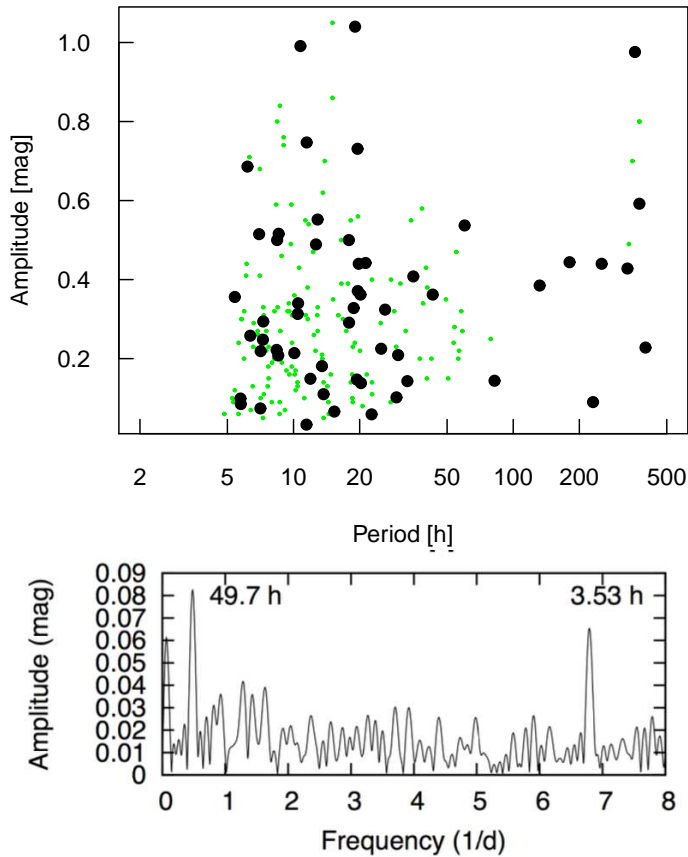 Amplitude [mag]
1.0
0.8
0.6
0.4
0.2
2 5 10 20 50 100 200 500
Period [h]
Amplitude (mag)
0.09
0.08
0.07
0.06
0.05
0.04
0.03
0.02
0.01
0
49.7 h 3.53 h
0 1 2 3 4 5 6 7 8
Frequency (1/d)